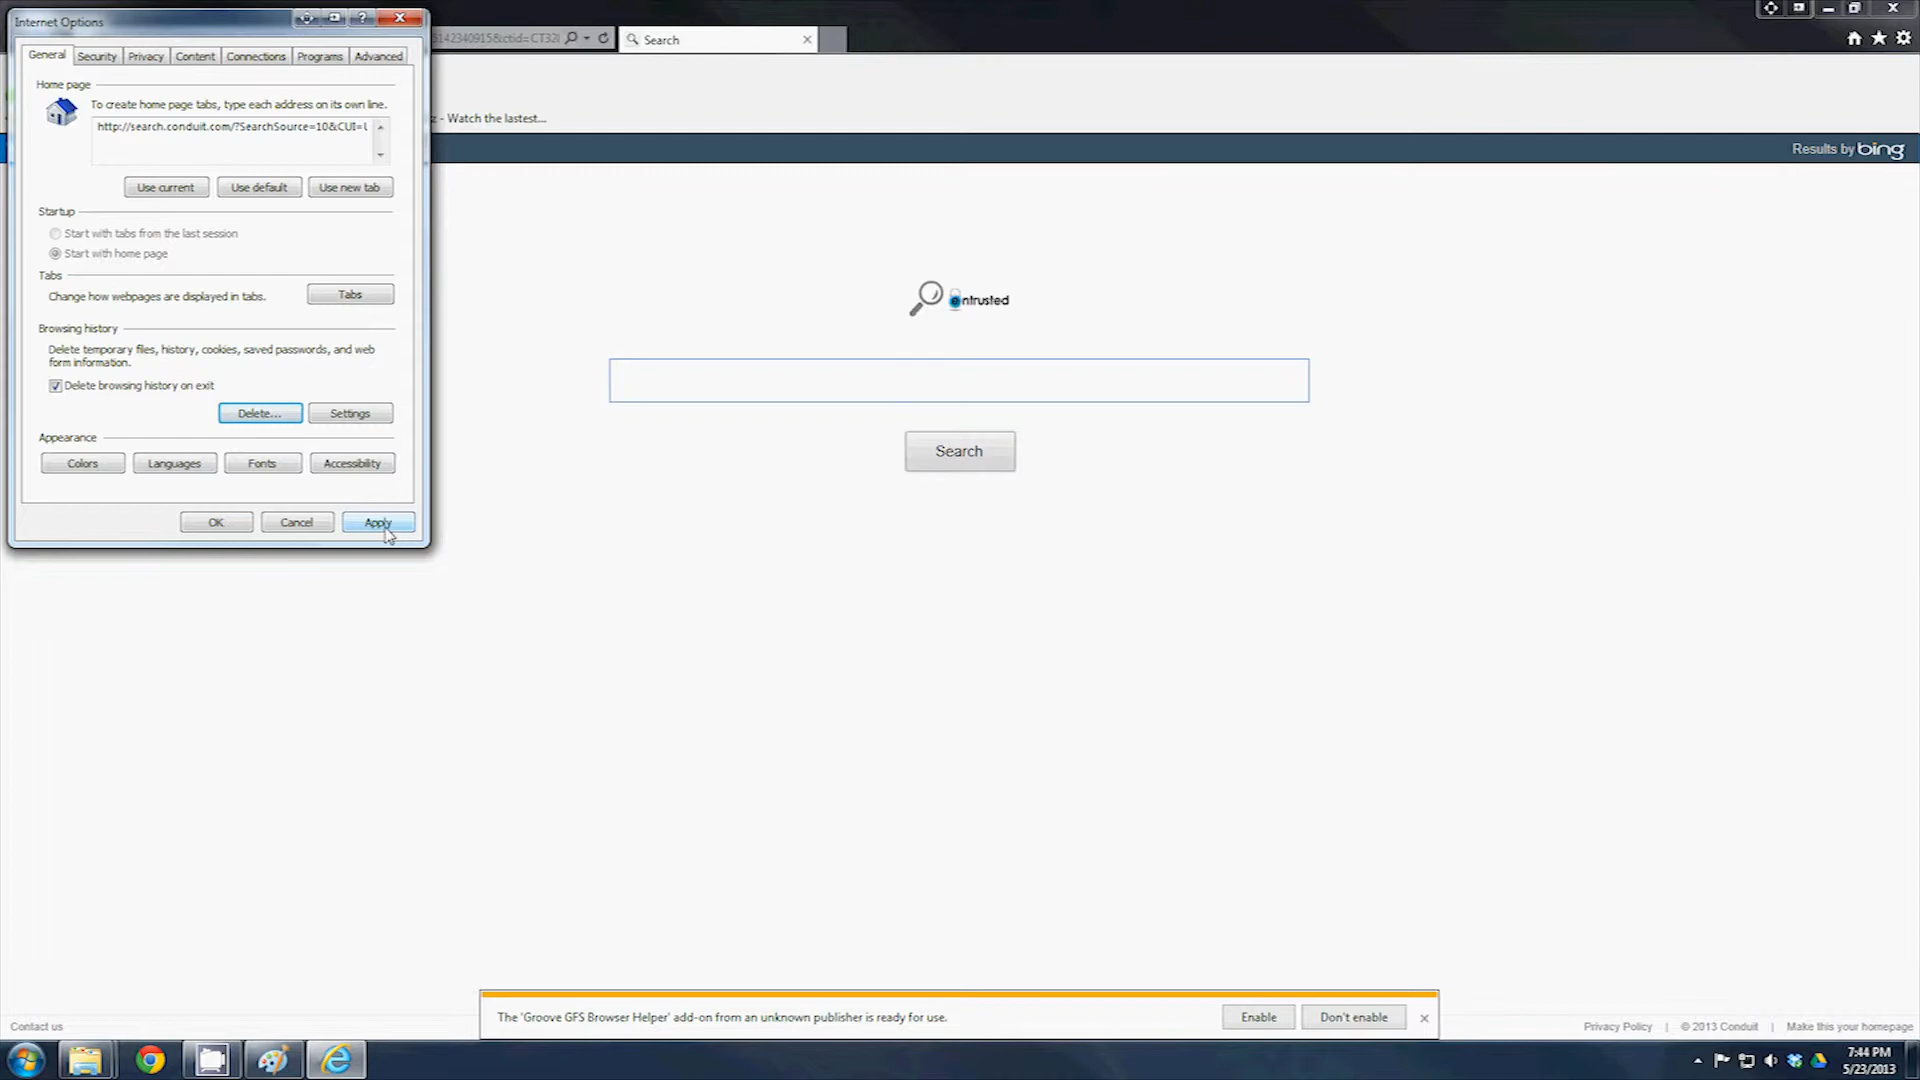 Internet Options
?
142340915&ctid=CT32
Search
General
Security
Privacy
Content
Connections
Programs
Advanced
Home page
To create home page tabs, type each address on its own line.
http://search.conduit.com/?SearchSource=10&CUI=U
- Watch the lastest...
Results by bing
Use current
Use default
Use new tab
Startup
Start with tabs from the last session
Start with home page
Tabs
Change how webpages are displayed in tabs.
Tabs
Browsing history
Delete temporary files, history, cookies, saved passwords, and web
form information.
Delete browsing history on exit
Delete...
Settings
Appearance
Colors
Languages
Fonts
Accessibility
OK
Cancel
Apply
entrusted
Search
The 'Groove GFS Browser Helper' add-on from an unknown publisher is ready for use.
Enable
Don't enable
Contact us
Privacy Policy | © 2013 Conduit | Make this your homepage
7:44 PM
5/23/2013